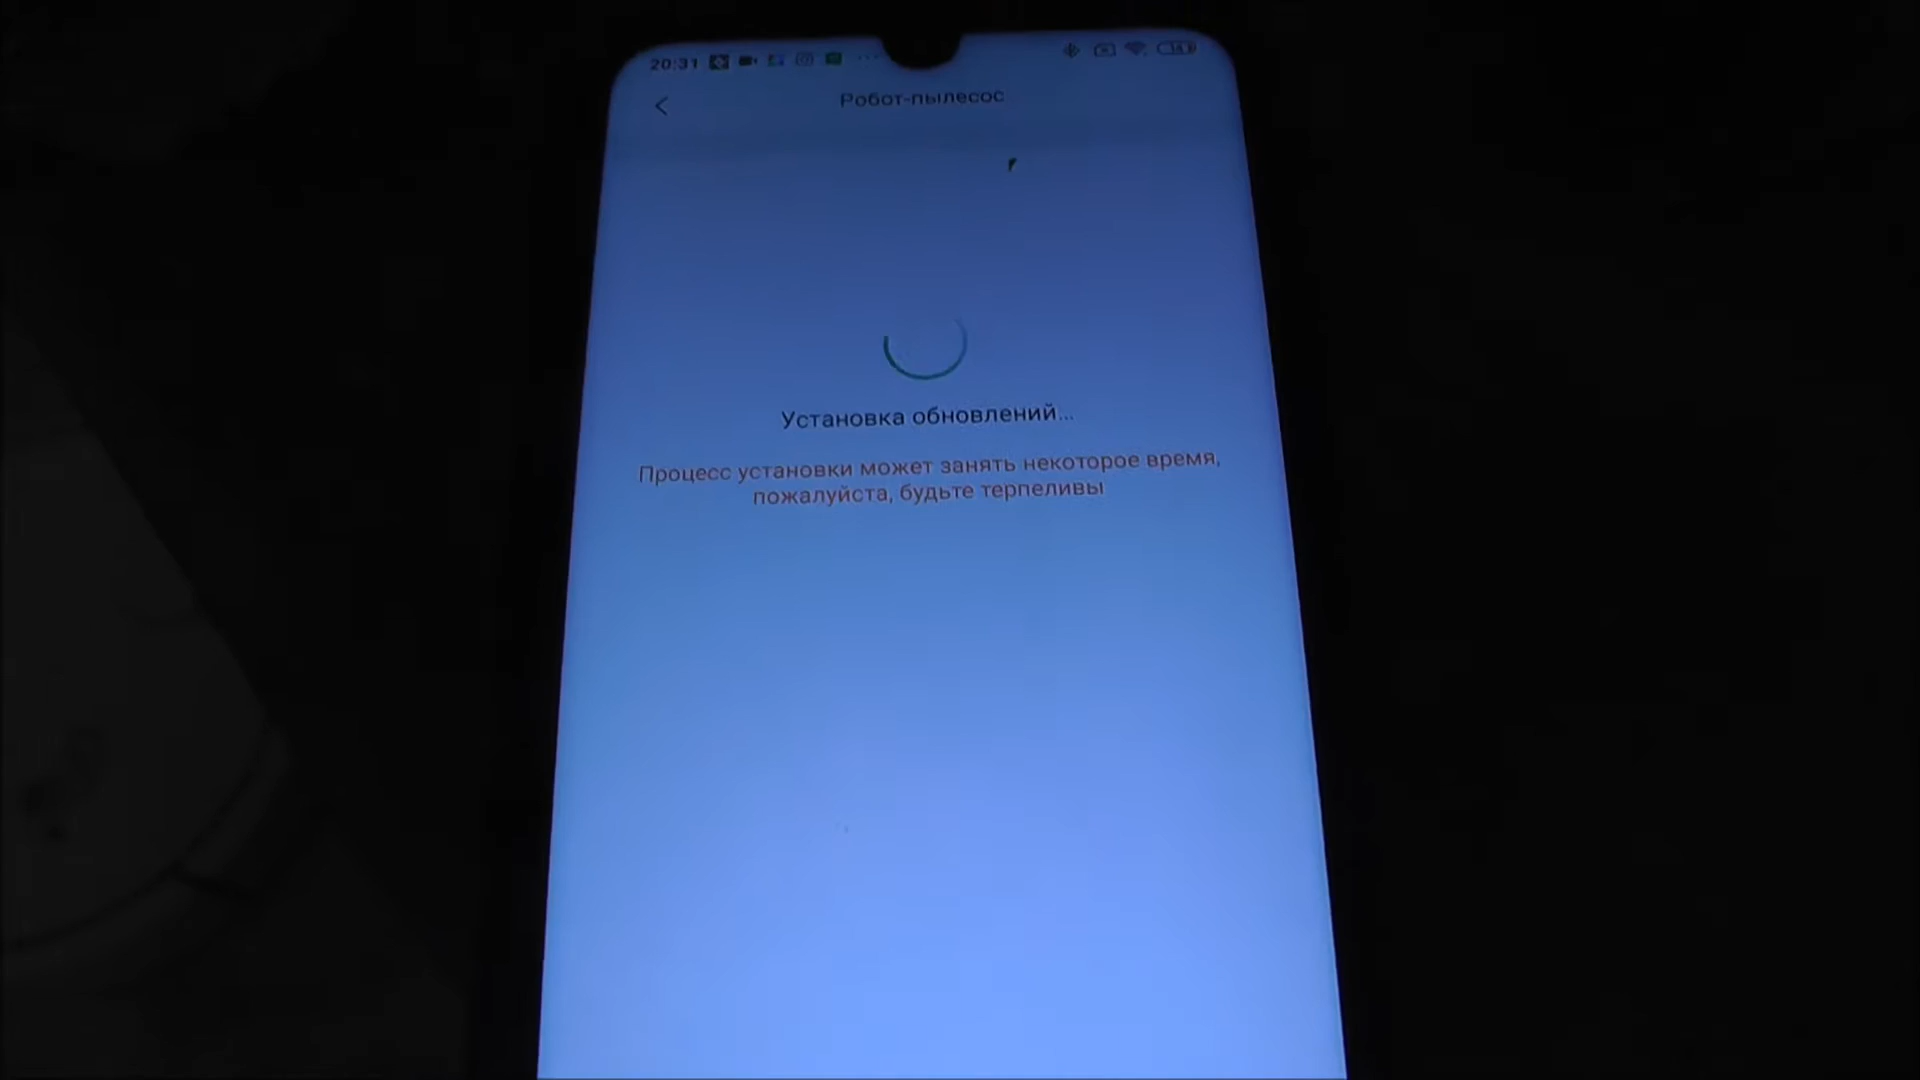 20:31
Робот-пылесос
Установка обновлений...
Процесс установки может занять некоторое время,
пожалуйста, будьте терпеливы